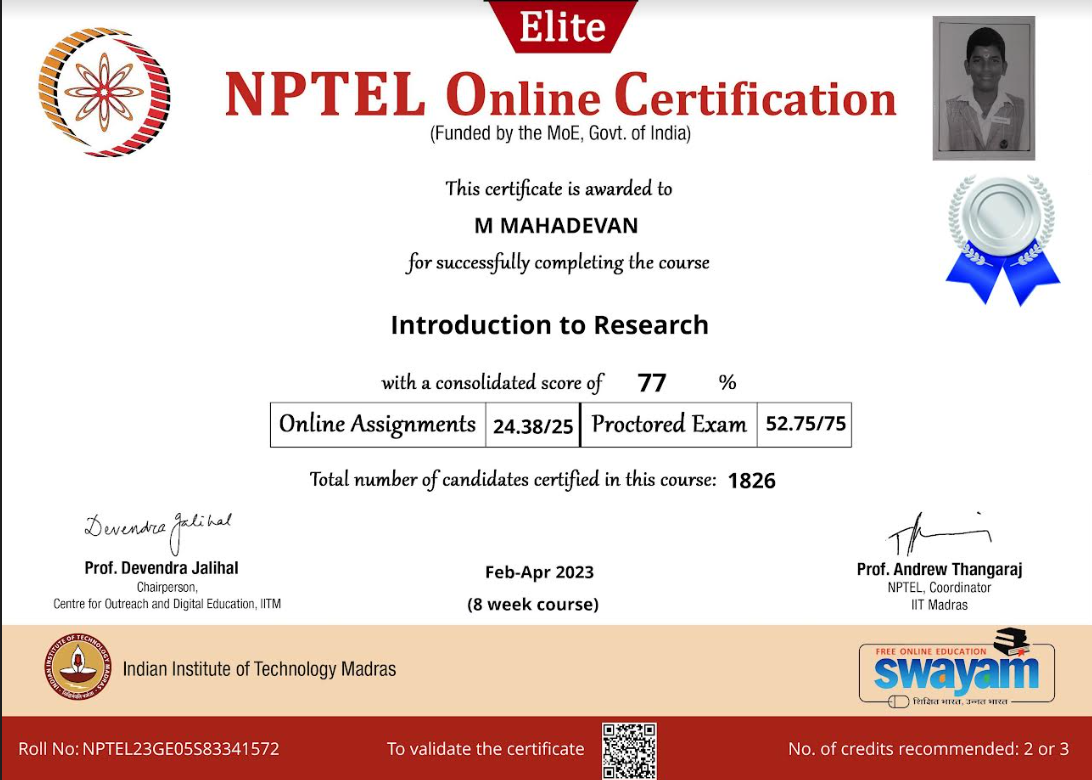 Elite
NPTEL Online Certification
(Funded by the MoE, Govt. of India)
This certificate is awarded to
M MAHADEVAN
for successfully completing the course
Introduction to Research
with a consolidated score of 77 %
Online Assignments 24.38/25 Proctored Exam 52.75/75
Total number of candidates certified in this course: 1826
Devendra Jalihal
Prof. Devendra Jalihal
Chairperson,
Centre for Outreach and Digital Education, IITM
Feb-Apr 2023
(8 week course)
Prof. Andrew Thangaraj
NPTEL, Coordinator
IIT Madras
INDIAN INSTITUTE OF TECHNOLOGY MADRAS
Indian Institute of Technology Madras
FREE ONLINE EDUCATION
swayam
शिक्षित भारत, उन्नत भारत
Roll No: NPTEL23GE05S83341572
To validate the certificate
No. of credits recommended: 2 or 3